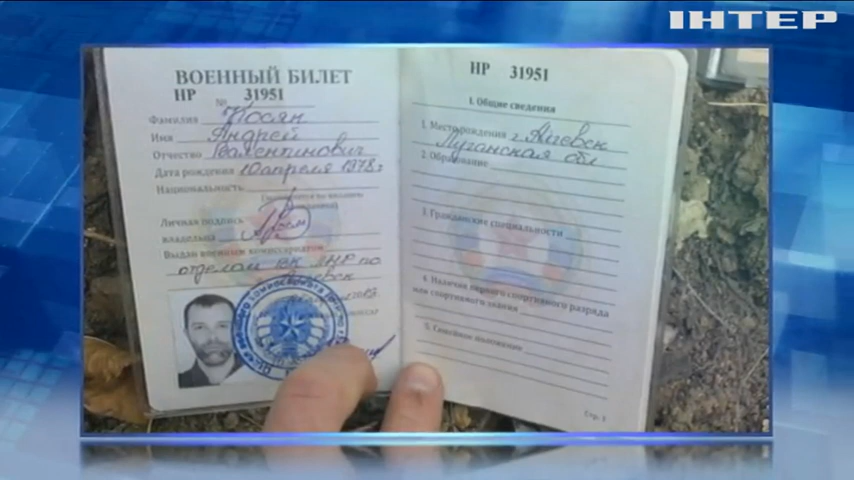 ІНТЕР
ВОЕННЫЙ БИЛЕТ
НР № 31951
Фамилия Косян
Имя Андрей
Отчество Валентинович
Дата рождения 10 апреля 1978 г
Национальность
Личная подпись
владельца
Выдан военным комиссариатом
отделом ВК ЛНР по
НР 31951
I. Общие сведения
1. Место рождения г. Алчевск
Луганская обл
2. Образование
3. Гражданские специальности
4. Наличие первого спортивного разряда
или спортивного звания
5. Семейное положение
Стр. 1